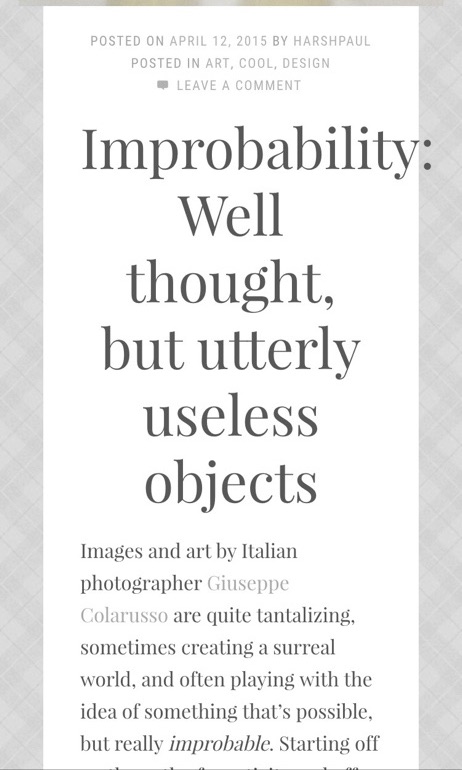 POSTED ON APRIL 12, 2015 BY HARSHPAUL
POSTED IN ART, COOL, DESIGN
LEAVE A COMMENT
Improbability:
Well
thought,
but utterly
useless
objects
Images and art by Italian
photographer Giuseppe
Colarusso are quite tantalizing,
sometimes creating a surreal
world, and often playing with the
idea of something that’s possible,
but really improbable. Starting off